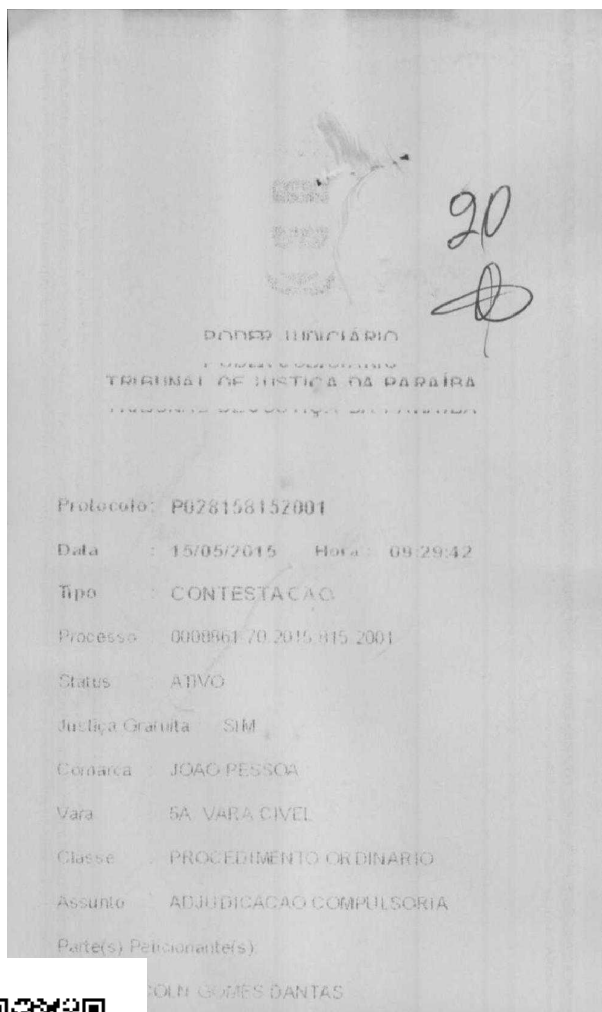 20
PODER JUDICIÁRIO
TRIBUNAL DE JUSTIÇA DA PARAÍBA
Protocolo: P028158152001
Data : 15/05/2015 Hora : 09:29:42
Tipo : CONTESTACAO
Processo 0000861-70.2015.815.2001
Status ATIVO
Justiça Gratuita SIM
Comarca : JOAO PESSOA
Vara 5A. VARA CIVEL
Classe : PROCEDIMENTO ORDINARIO
Assunto ADJUDICACAO COMPULSORIA
Parte(s) Peticionante(s):
GOMES DANTAS